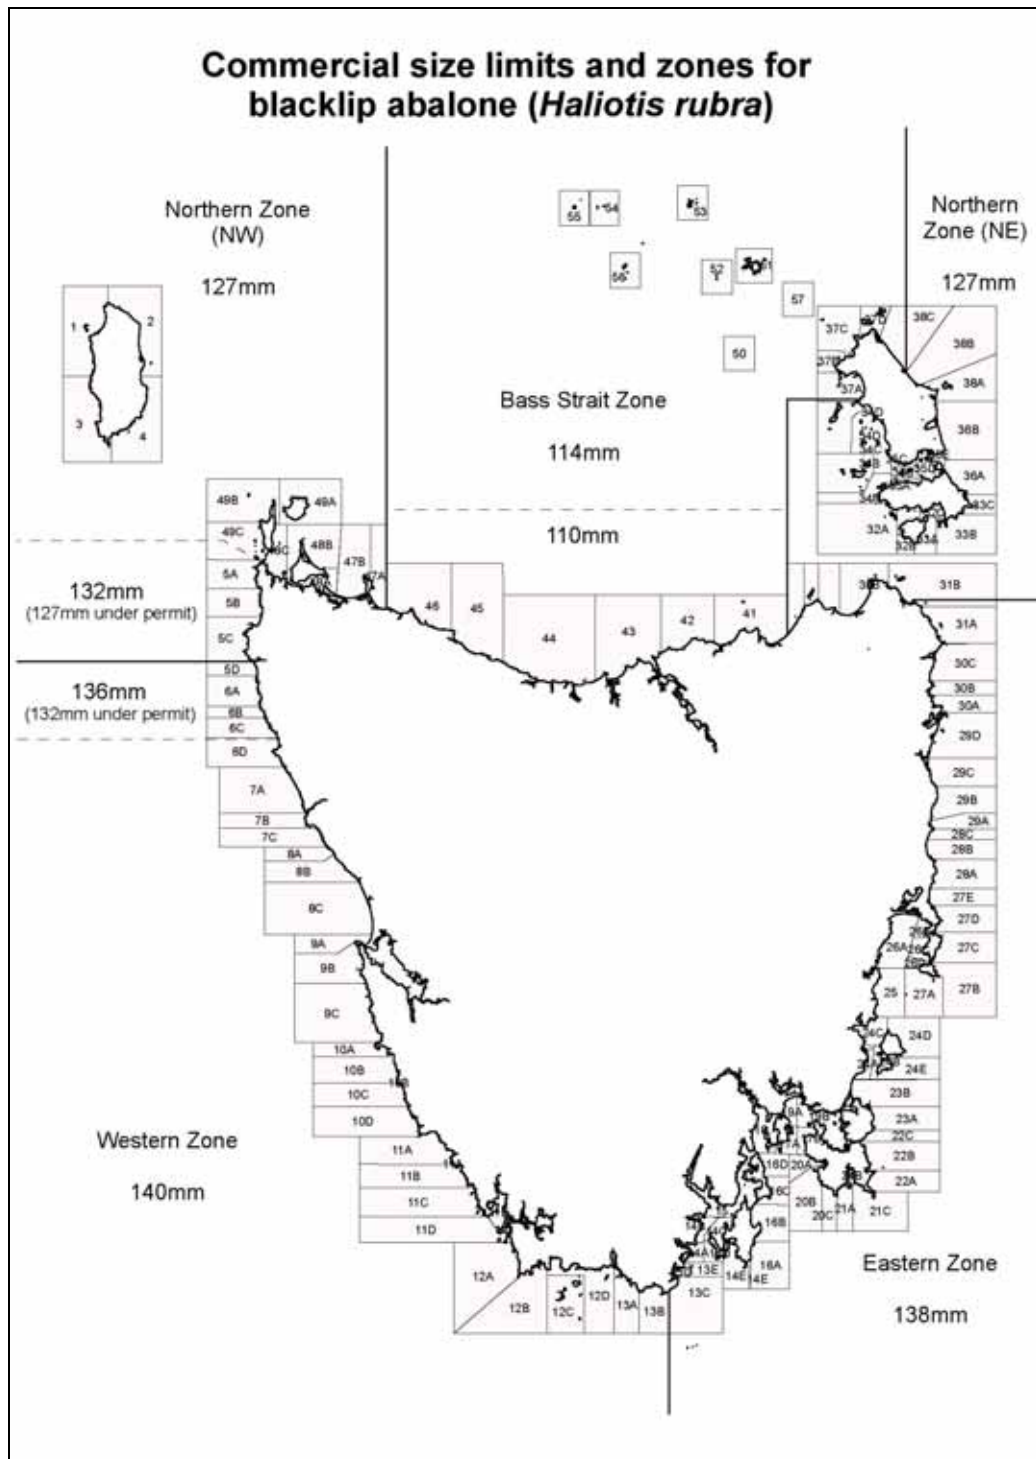 Commercial size limits and zones for
blacklip abalone (Haliotis rubra)
Northern Zone
(NW)
127mm
Northern
Zone (NE)
127mm
55
54
53
56
52
57
50
Bass Strait Zone
114mm
110mm
1
2
3
4
37C
38C
38B
38A
37A
36B
36A
33C
33B
32A
34C
34B
49B
49A
49C
48B
47B
47A
5A
5B
5C
5D
132mm
(127mm under permit)
136mm
(132mm under permit)
6A
6B
6C
6D
46
45
44
43
42
41
31B
31A
30C
30B
30A
29D
29C
29B
29A
28C
28B
28A
27E
27D
27C
27B
26A
25
27A
7A
7B
7C
8A
8B
8C
9A
9B
9C
10A
10B
10C
10D
24D
24E
23B
23A
22C
22B
22A
16D
20A
20B
20C
21A
21C
16B
16A
11A
11B
11C
11D
Western Zone
140mm
12A
12B
12C
12D
13A
13B
13C
13E
14E
14E
Eastern Zone
138mm